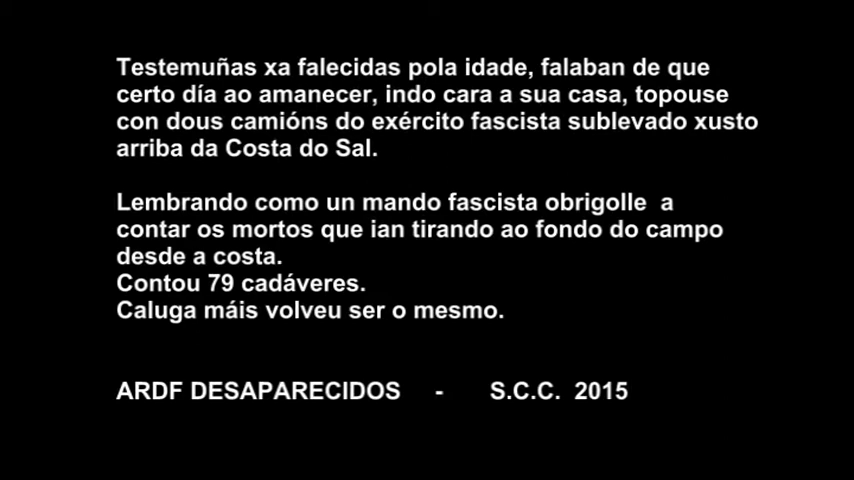 Testemuñas xa falecidas pola idade, falaban de que
certo día ao amanecer, indo cara a sua casa, topouse
con dous camións do exército fascista sublevado xusto
arriba da Costa do Sal.
Lembrando como un mando fascista obrigolle a
contar os mortos que ian tirando ao fondo do campo
desde a costa.
Contou 79 cadáveres.
Caluga máis volveu ser o mesmo.
ARDF DESAPARECIDOS - S.C.C. 2015